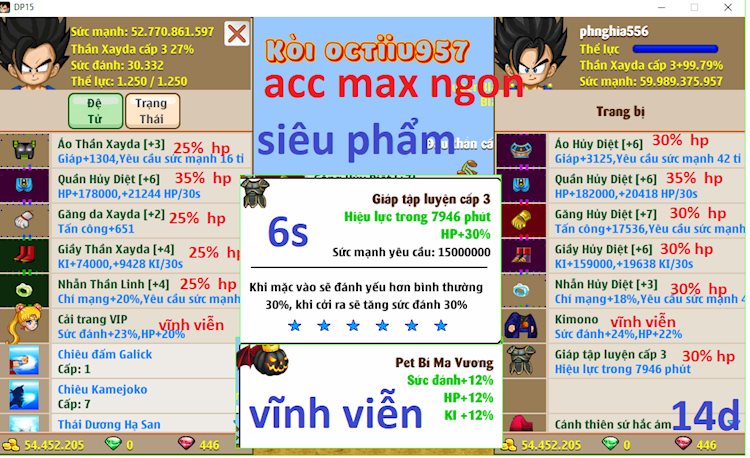 DP15
Sức mạnh: 52.770.861.597
Thần Xayda cấp 3 27%
Sức đánh: 30.332
Thể lực: 1.250 / 1.250
Đệ Tử
Trạng Thái
Áo Thần Xayda [+3] 25% hp
Giáp+1304,Yêu cầu sức mạnh 16 ti
Quần Hủy Diệt [+6] 35% hp
HP+178000,+21244 HP/30s
Găng da Xayda [+2] 25% hp
Tấn công+651
Giầy Thần Xayda [+4] 25% hp
KI+74000,+9428 KI/30s
Nhẫn Thần Linh [+4] 25% hp
Chí mạng+20%,Yêu cầu sức mạnh
Cải trang VIP vĩnh viễn
Sức đánh+23%,HP+20%
Chiêu đấm Galick
Cấp: 1
Chiêu Kamejoko
Cấp: 7
Thái Dương Hạ San
54.452.205 0 446
Kòi octiiu957
acc max ngon
siêu phẩm
Giáp tập luyện cấp 3
Hiệu lực trong 7946 phút
HP+30%
6s
Sức mạnh yêu cầu: 15000000
Khi mặc vào sẽ đánh yếu hơn bình thường
30%, khi cởi ra sẽ tăng sức đánh 30%
Pet Bí Ma Vương
Sức đánh+12%
HP+12%
KI +12%
vĩnh viễn
phnghia556
Thể lực
Thần Xayda cấp 3+99.79%
Sức mạnh: 59.989.375.957
Trang bị
Áo Hủy Diệt [+6] 30% hp
Giáp+3125,Yêu cầu sức mạnh 42 ti
Quần Hủy Diệt [+6] 35% hp
HP+182000,+20418 HP/30s
Găng Hủy Diệt [+7] 30% hp
Tấn công+17536,Yêu cầu sức mạnh
Giầy Hủy Diệt [+6] 30% hp
KI+159000,+19638 KI/30s
Nhẫn Hủy Diệt [+3] 30% hp
Chí mạng+18%,Yêu cầu sức mạnh 4
Kimono vĩnh viễn
Sức đánh+24%,HP+22%
Giáp tập luyện cấp 3 30% hp
Hiệu lực trong 7946 phút
Cánh thiên sứ hắc ám 14d
54.452.205 0 446